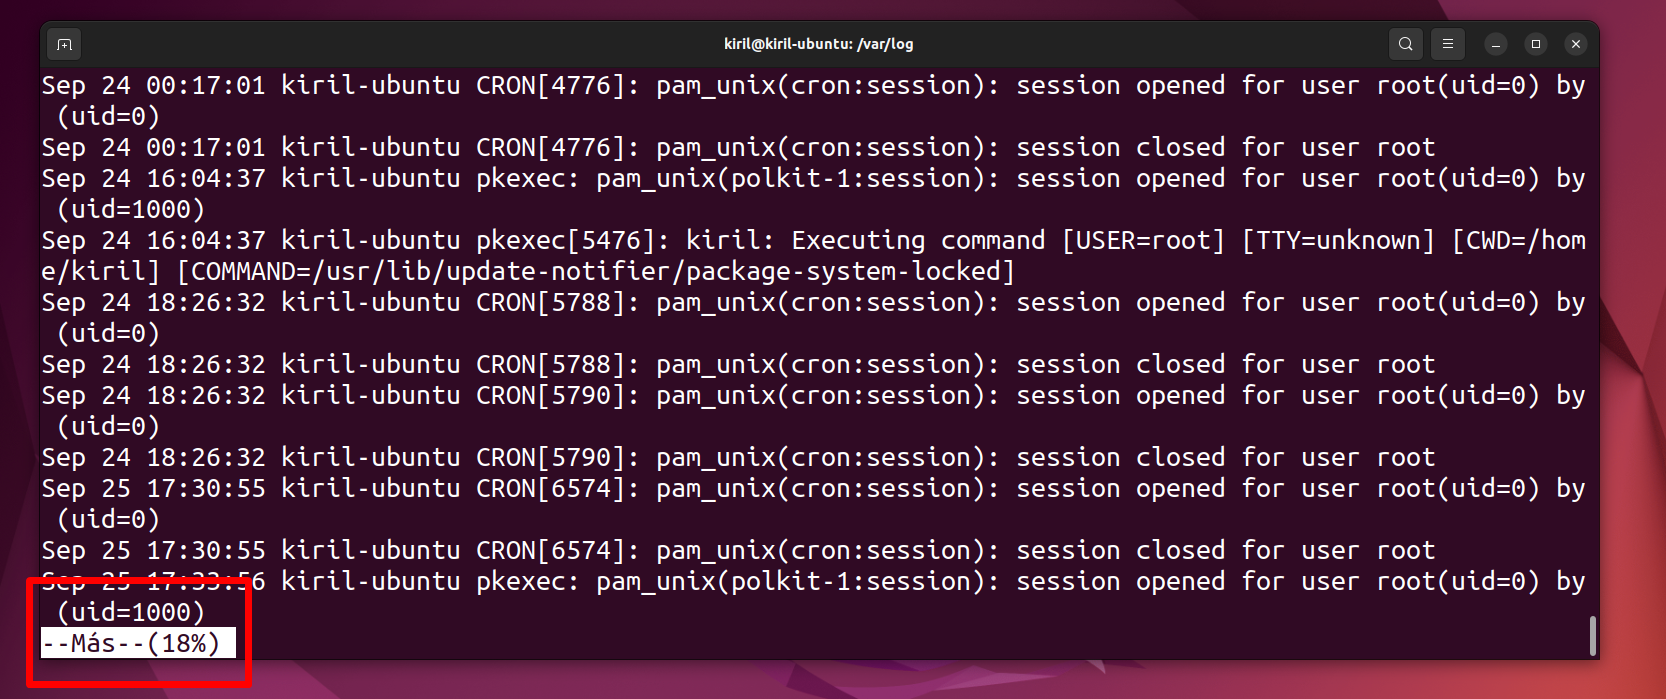 kiril@kiril-ubuntu: /var/log
Sep 24 00:17:01 kiril-ubuntu CRON[4776]: pam_unix(cron:session): session opened for user root(uid=0) by
(uid=0)
Sep 24 00:17:01 kiril-ubuntu CRON[4776]: pam_unix(cron:session): session closed for user root
Sep 24 16:04:37 kiril-ubuntu pkexec: pam_unix(polkit-1:session): session opened for user root(uid=0) by
(uid=1000)
Sep 24 16:04:37 kiril-ubuntu pkexec[5476]: kiril: Executing command [USER=root] [TTY=unknown] [CWD=/hom
e/kiril] [COMMAND=/usr/lib/update-notifier/package-system-locked]
Sep 24 18:26:32 kiril-ubuntu CRON[5788]: pam_unix(cron:session): session opened for user root(uid=0) by
(uid=0)
Sep 24 18:26:32 kiril-ubuntu CRON[5788]: pam_unix(cron:session): session closed for user root
Sep 24 18:26:32 kiril-ubuntu CRON[5790]: pam_unix(cron:session): session opened for user root(uid=0) by
(uid=0)
Sep 24 18:26:32 kiril-ubuntu CRON[5790]: pam_unix(cron:session): session closed for user root
Sep 25 17:30:55 kiril-ubuntu CRON[6574]: pam_unix(cron:session): session opened for user root(uid=0) by
(uid=0)
Sep 25 17:30:55 kiril-ubuntu CRON[6574]: pam_unix(cron:session): session closed for user root
Sep 25 17:33:56 kiril-ubuntu pkexec: pam_unix(polkit-1:session): session opened for user root(uid=0) by
(uid=1000)
--Más--(18%)